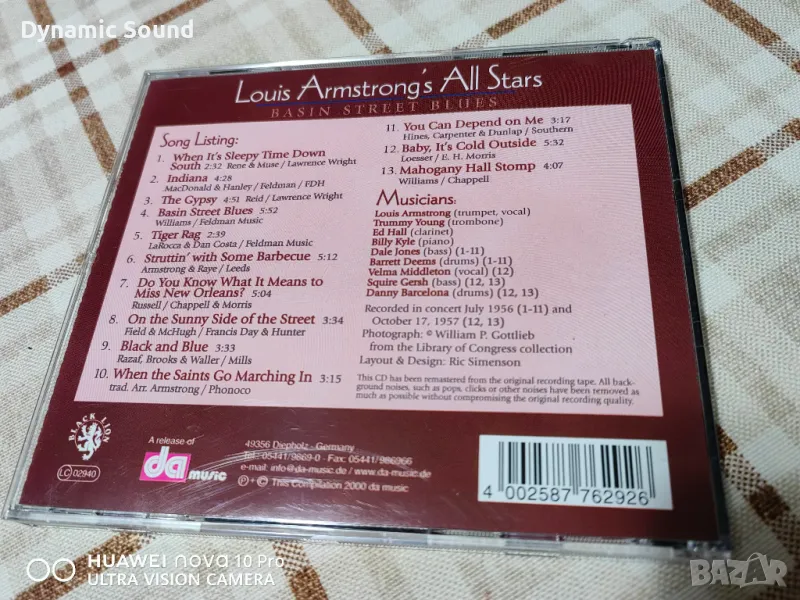 Dynamic Sound
Louis Armstrong's All Stars
BASIN STREET BLUES
Song Listing:
1. When It's Sleepy Time Down
South 2:32 Rene & Muse / Lawrence Wright
2. Indiana 4:28
MacDonald & Hanley / Feldman / FDH
3. The Gypsy 4:51 Reid / Lawrence Wright
4. Basin Street Blues 5:52
Williams / Feldman Music
5. Tiger Rag 2:39
LaRocca & Dan Costa / Feldman Music
6. Struttin' with Some Barbecue 5:12
Armstrong & Raye / Leeds
7. Do You Know What It Means to
Miss New Orleans? 5:04
Russell / Chappell & Morris
8. On the Sunny Side of the Street 3:34
Field & McHugh / Francis Day & Hunter
9. Black and Blue 3:33
Razaf, Brooks & Waller / Mills
10. When the Saints Go Marching In 3:15
trad. Arr. Armstrong / Phonoco
11. You Can Depend on Me 3:17
Hines, Carpenter & Dunlap / Southern
12. Baby, It's Cold Outside 5:32
Loesser / E. H. Morris
13. Mahogany Hall Stomp 4:07
Williams / Chappell
Musicians:
Louis Armstrong (trumpet, vocal)
Trummy Young (trombone)
Ed Hall (clarinet)
Billy Kyle (piano)
Dale Jones (bass) (1-11)
Barrett Deems (drums) (1-11)
Velma Middleton (vocal) (12)
Squire Gersh (bass) (12, 13)
Danny Barcelona (drums) (12, 13)
Recorded in concert July 1956 (1-11) and
October 17, 1957 (12, 13)
Photograph: © William P. Gottlieb
from the Library of Congress collection
Layout & Design: Ric Simenson
This CD has been remastered from the original recording tape. All back-
ground noises, such as pops, clicks or other noises have been removed as
much as possible without compromising the original recording quality.
BLACK LION
LC 02940
A release of
da music
49356 Diepholz · Germany
Tel.: 05441/9869-0 · Fax: 05441/986966
e-mail: info@da-music.de / www.da-music.de
℗ + © This Compilation 2000 da music
4 002587 762926
HUAWEI nova 10 Pro
ULTRA VISION CAMERA
BAZAR